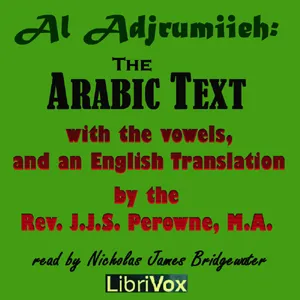 Al Adjrumiieh:
The
Arabic Text
with the vowels,
and an English Translation
by the
Rev. J.J.S. Perowne, M.A.
read by Nicholas James Bridgewater
LibriVox